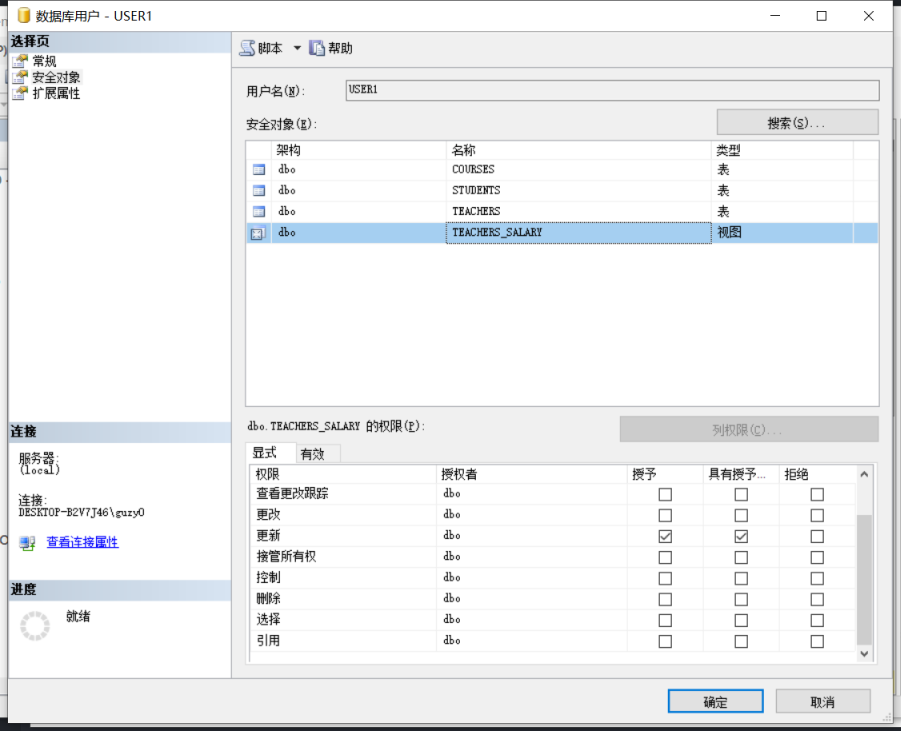 数据库用户 - USER1
选择页
常规
安全对象
扩展属性
脚本 帮助
用户名(N): USER1
安全对象(E): 搜索(S)...
架构 名称 类型
dbo COURSES 表
dbo STUDENTS 表
dbo TEACHERS 表
dbo TEACHERS_SALARY 视图
dbo.TEACHERS_SALARY 的权限(P): 列权限(C)...
显式 有效
权限 授权者 授予 具有授予... 拒绝
查看更改跟踪 dbo
更改 dbo
更新 dbo
接管所有权 dbo
控制 dbo
删除 dbo
选择 dbo
引用 dbo
连接
服务器:
(local)
连接:
DESKTOP-B2V7J46\guzy0
查看连接属性
进度
就绪
确定 取消